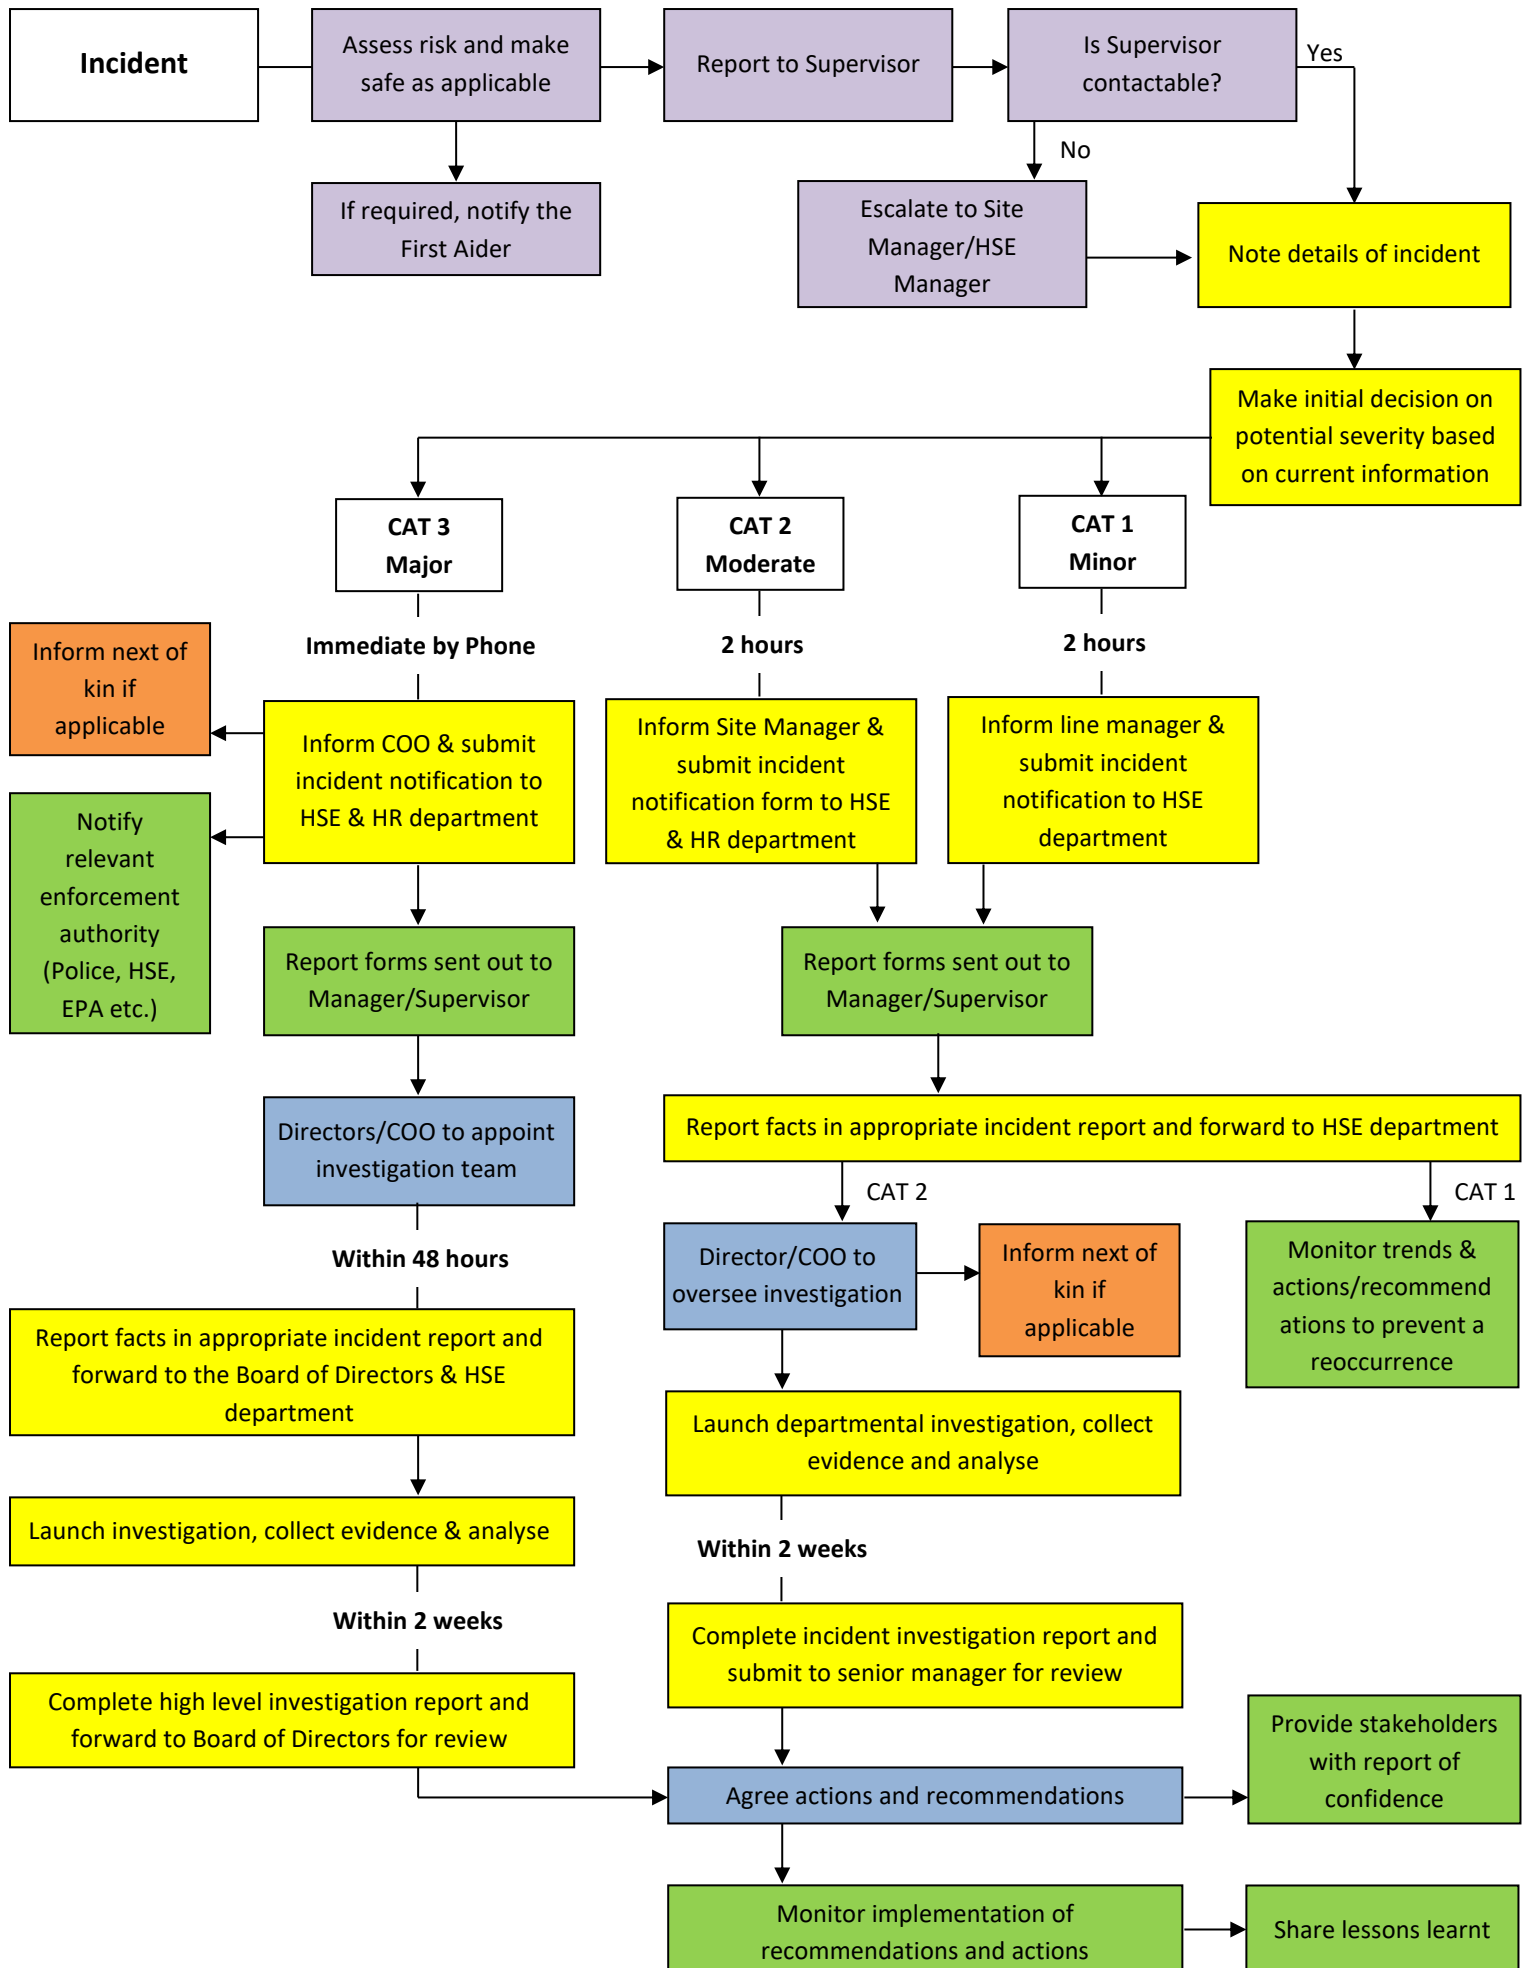 Incident
Assess risk and make
safe as applicable
Report to Supervisor
Is Supervisor
contactable?
Yes
No
If required, notify the
First Aider
Escalate to Site
Manager/HSE
Manager
Note details of incident
Make initial decision on
potential severity based
on current information
CAT 3
Major
CAT 2
Moderate
CAT 1
Minor
Immediate by Phone
2 hours
2 hours
Inform next of
kin if
applicable
Inform COO & submit
incident notification to
HSE & HR department
Inform Site Manager &
submit incident
notification form to HSE
& HR department
Inform line manager &
submit incident
notification to HSE
department
Notify
relevant
enforcement
authority
(Police, HSE,
EPA etc.)
Report forms sent out to
Manager/Supervisor
Report forms sent out to
Manager/Supervisor
Directors/COO to appoint
investigation team
Report facts in appropriate incident report and forward to HSE department
CAT 2
CAT 1
Within 48 hours
Director/COO to
oversee investigation
Inform next of
kin if
applicable
Monitor trends &
actions/recommend
ations to prevent a
reoccurrence
Report facts in appropriate incident report and
forward to the Board of Directors & HSE
department
Launch departmental investigation, collect
evidence and analyse
Launch investigation, collect evidence & analyse
Within 2 weeks
Within 2 weeks
Complete incident investigation report and
submit to senior manager for review
Complete high level investigation report and
forward to Board of Directors for review
Agree actions and recommendations
Provide stakeholders
with report of
confidence
Monitor implementation of
recommendations and actions
Share lessons learnt